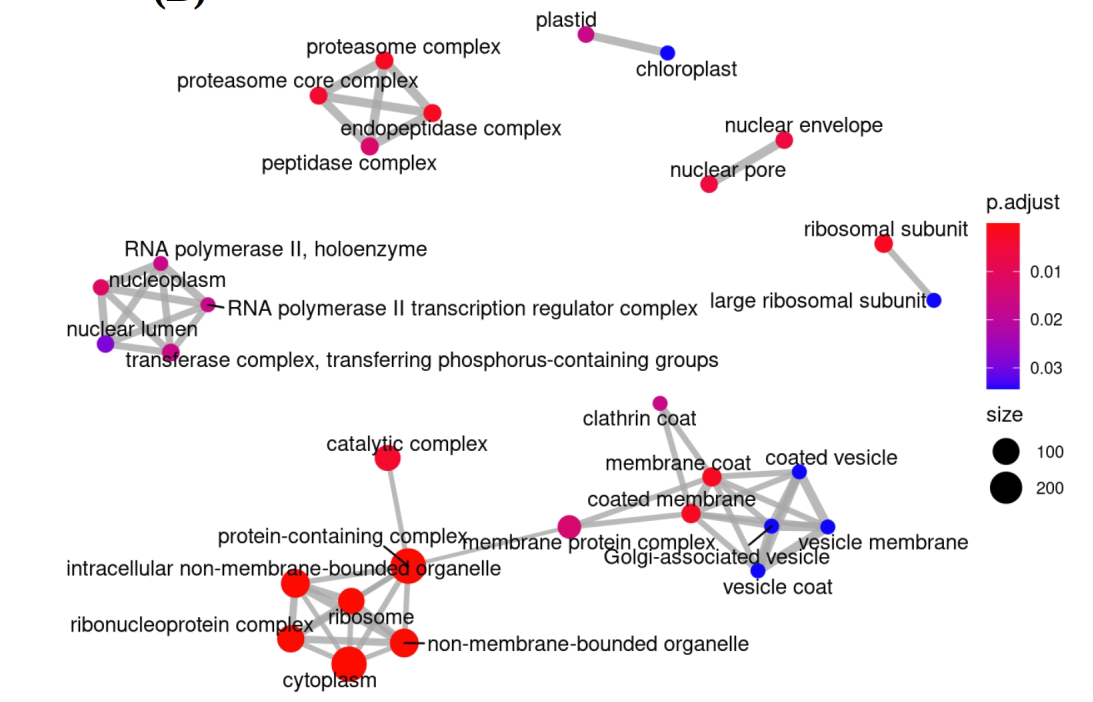 (B)
plastid
proteasome complex
chloroplast
proteasome core complex
endopeptidase complex
nuclear envelope
peptidase complex
nuclear pore
p.adjust
ribosomal subunit
RNA polymerase II, holoenzyme
0.01
nucleoplasm
large ribosomal subunit
RNA polymerase II transcription regulator complex
0.02
nuclear lumen
transferase complex, transferring phosphorus-containing groups
0.03
size
clathrin coat
catalytic complex
100
membrane coat
coated vesicle
200
coated membrane
protein-containing complex
membrane protein complex
vesicle membrane
Golgi-associated vesicle
intracellular non-membrane-bounded organelle
vesicle coat
ribosome
ribonucleoprotein complex
non-membrane-bounded organelle
cytoplasm